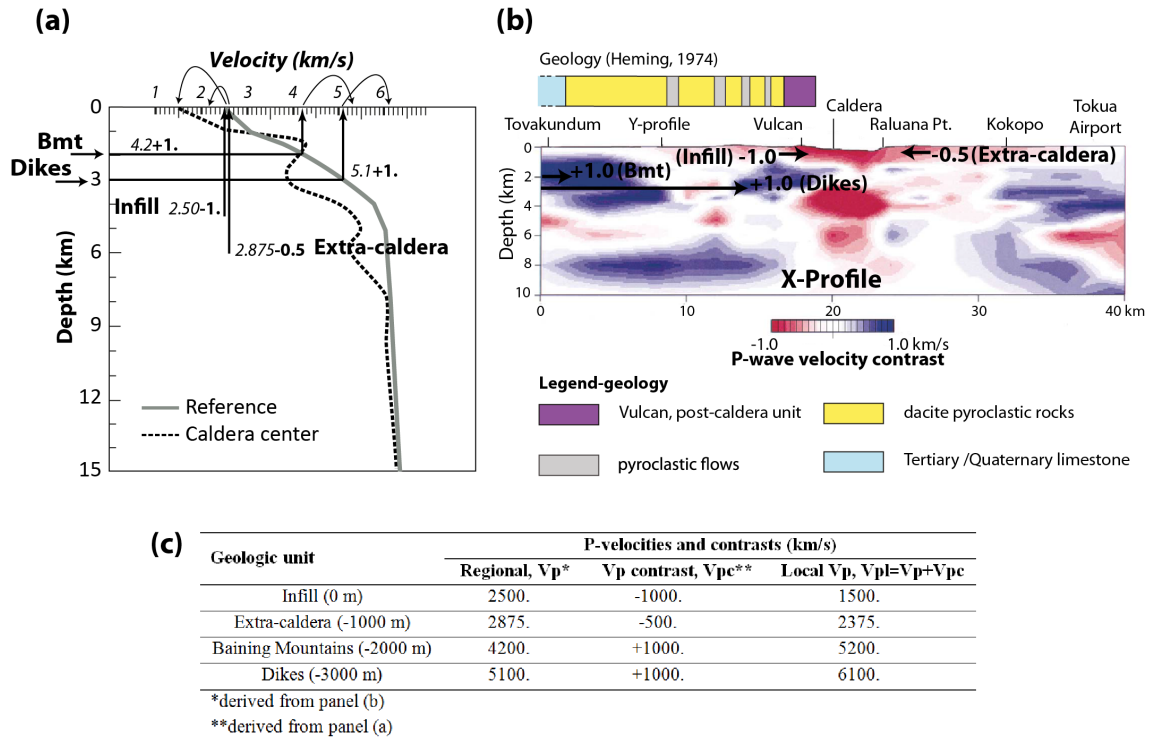 (a)
Velocity (km/s)
1 2 3 4 5 6
0
Bmt
4.2+1.
Dikes
3
5.1+1.
Infill
2.50-1.
6
2.875-0.5 Extra-caldera
Depth (km)
9
12
Reference
Caldera center
15
(b)
Geology (Heming, 1974)
Caldera
Tokua
Airport
Tovakundum Y-profile Vulcan Raluana Pt. Kokopo
0
(Infill) -1.0
-0.5(Extra-caldera)
2
+1.0 (Bmt)
+1.0 (Dikes)
4
6
8
10
Depth (km)
X-Profile
0 10 20 30 40 km
-1.0 1.0 km/s
P-wave velocity contrast
Legend-geology
Vulcan, post-caldera unit
dacite pyroclastic rocks
pyroclastic flows
Tertiary /Quaternary limestone
(c)
Geologic unit
P-velocities and contrasts (km/s)
Regional, Vp* Vp contrast, Vpc** Local Vp, Vpl=Vp+Vpc
Infill (0 m) 2500. -1000. 1500.
Extra-caldera (-1000 m) 2875. -500. 2375.
Baining Mountains (-2000 m) 4200. +1000. 5200.
Dikes (-3000 m) 5100. +1000. 6100.
*derived from panel (b)
**derived from panel (a)